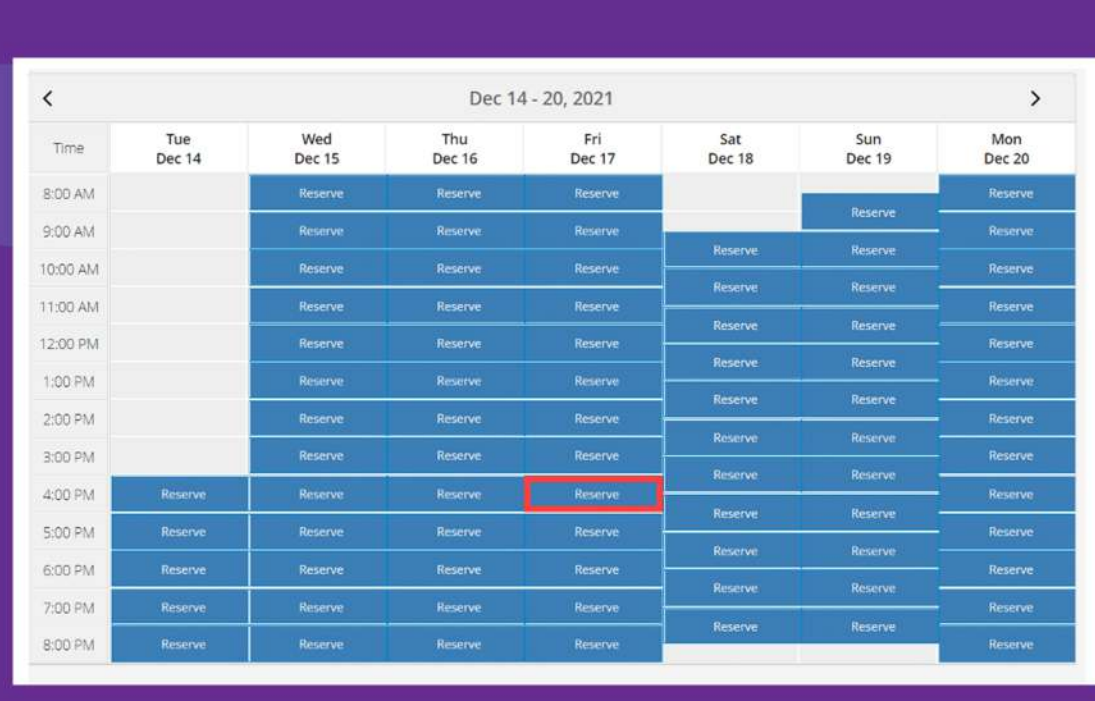 Dec 14 - 20, 2021
Time Tue Wed Thu Fri Sat Sun Mon
Dec 14 Dec 15 Dec 16 Dec 17 Dec 18 Dec 19 Dec 20
8:00 AM Reserve Reserve Reserve Reserve
Reserve
9:00 AM Reserve Reserve Reserve Reserve
Reserve Reserve
10:00 AM Reserve Reserve Reserve Reserve
Reserve Reserve
11:00 AM Reserve Reserve Reserve Reserve
Reserve Reserve
12:00 PM Reserve Reserve Reserve Reserve
Reserve Reserve
1:00 PM Reserve Reserve Reserve Reserve
Reserve Reserve
2:00 PM Reserve Reserve Reserve Reserve
Reserve Reserve
3:00 PM Reserve Reserve Reserve Reserve
Reserve Reserve
4:00 PM Reserve Reserve Reserve Reserve Reserve
Reserve Reserve
5:00 PM Reserve Reserve Reserve Reserve Reserve
Reserve Reserve
6:00 PM Reserve Reserve Reserve Reserve Reserve
Reserve Reserve
7:00 PM Reserve Reserve Reserve Reserve Reserve
Reserve Reserve
8:00 PM Reserve Reserve Reserve Reserve Reserve